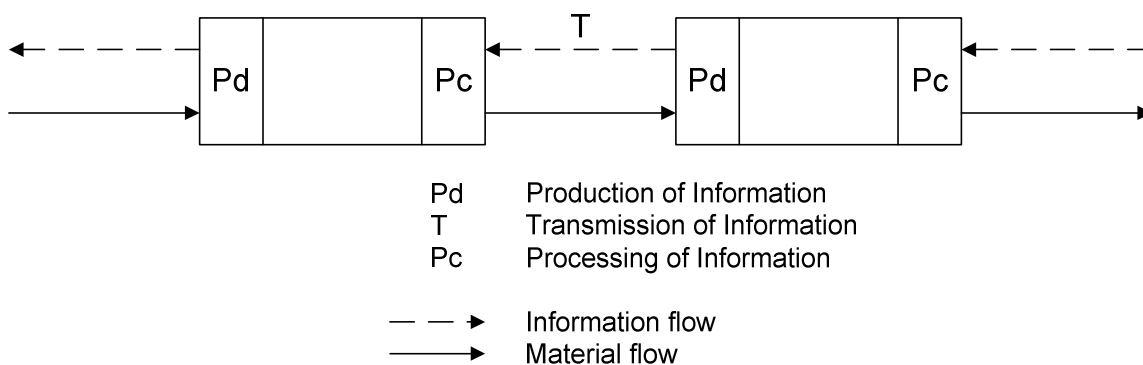 T
Pd Pc Pd Pc
Pd Production of Information
T Transmission of Information
Pc Processing of Information
Information flow
Material flow